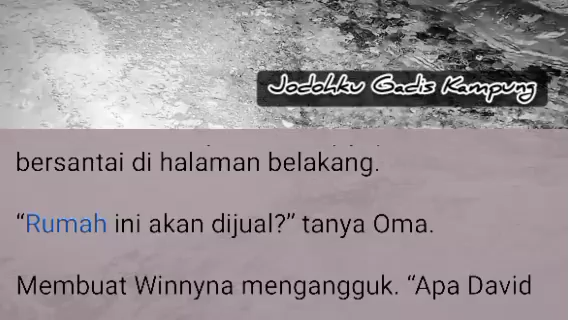 Jodohku Gadis Kampung
bersantai di halaman belakang.
“Rumah ini akan dijual?” tanya Oma.
Membuat Winnyna mengangguk. “Apa David